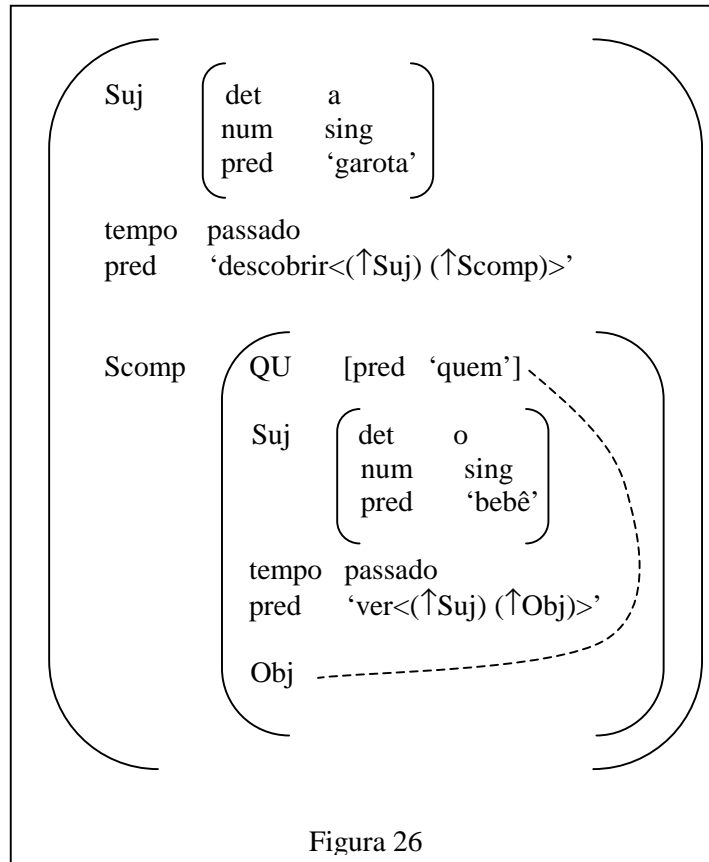 Suj det a
num sing
pred ‘garota’
tempo passado
pred ‘descobrir<(↑Suj) (↑Scomp)>’
Scomp QU [pred ‘quem’]
Suj det o
num sing
pred ‘bebê’
tempo passado
pred ‘ver<(↑Suj) (↑Obj)>’
Obj
Figura 26